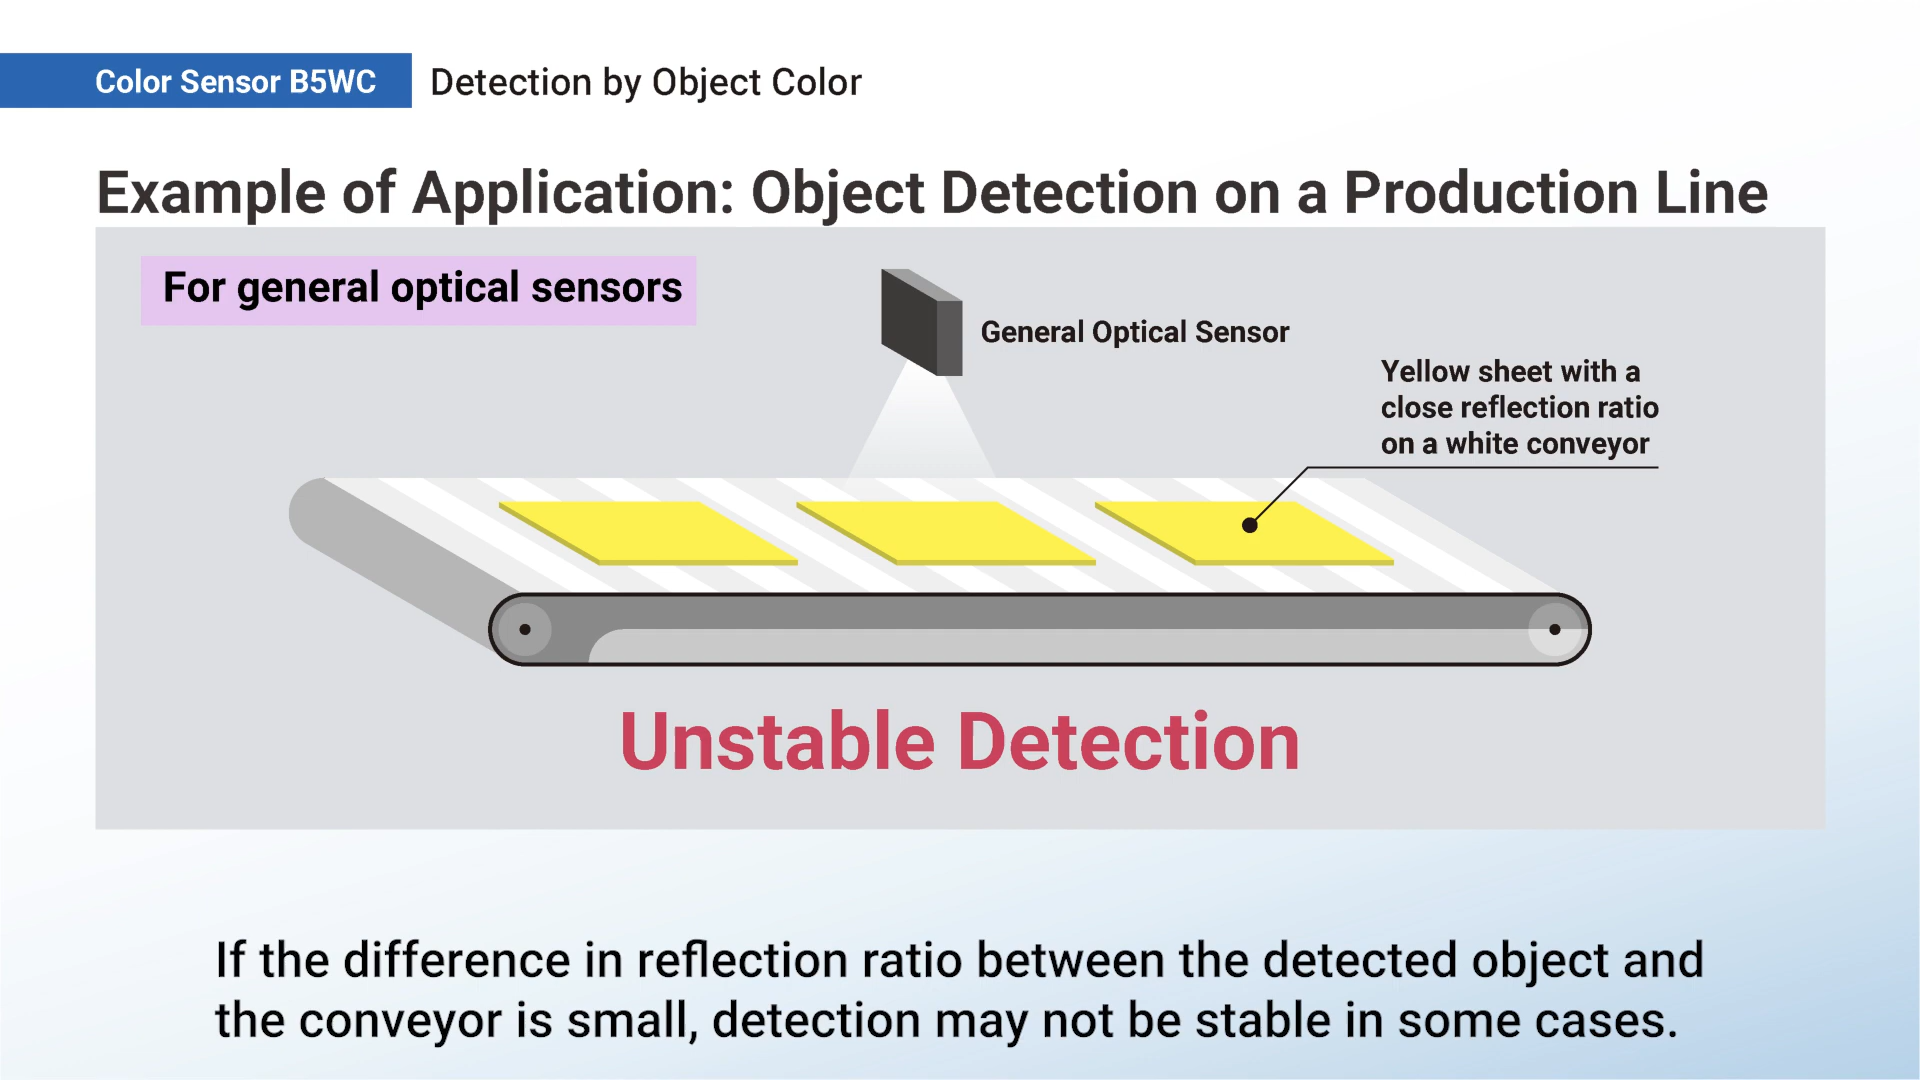 Color Sensor B5WC
Detection by Object Color
Example of Application: Object Detection on a Production Line
For general optical sensors
General Optical Sensor
Yellow sheet with a
close reflection ratio
on a white conveyor
Unstable Detection
If the difference in reflection ratio between the detected object and
the conveyor is small, detection may not be stable in some cases.